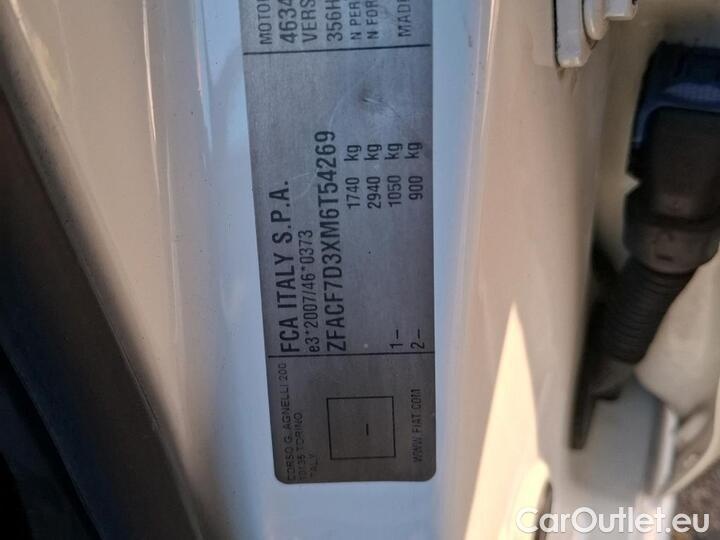 FCA ITALY S.P.A.
e3*2007/46*0373
ZFACF7D3XM6T54269
1740 kg
2940 kg
1– 1050 kg
2– 900 kg
CORSO G. AGNELLI 200
10135 TORINO
ITALY
–
WWW.FIAT.COM
MOTOR
4634
VERS
356H
N PER
N FOR
MADE
CarOutlet.eu